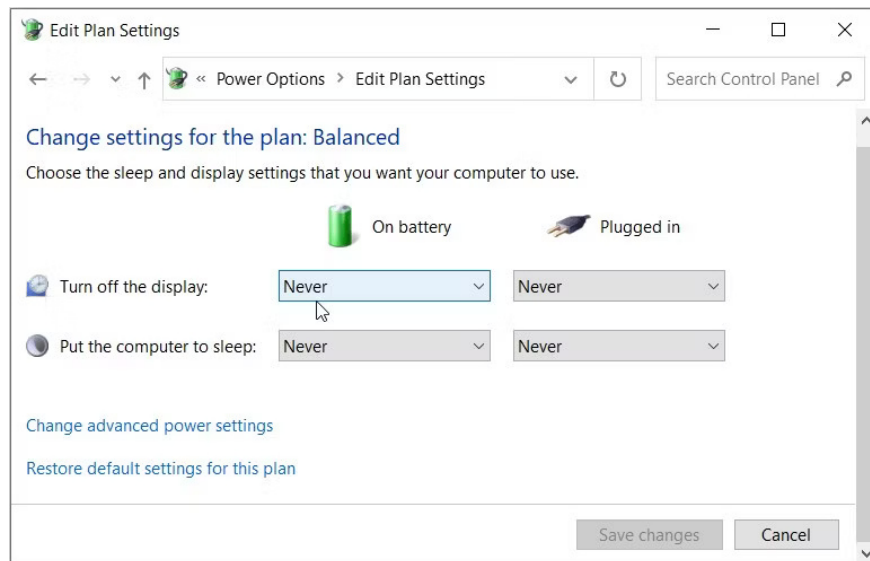 Edit Plan Settings
« Power Options > Edit Plan Settings
Search Control Panel
Change settings for the plan: Balanced
Choose the sleep and display settings that you want your computer to use.
On battery
Plugged in
Turn off the display:
Never
Never
Put the computer to sleep:
Never
Never
Change advanced power settings
Restore default settings for this plan
Save changes
Cancel